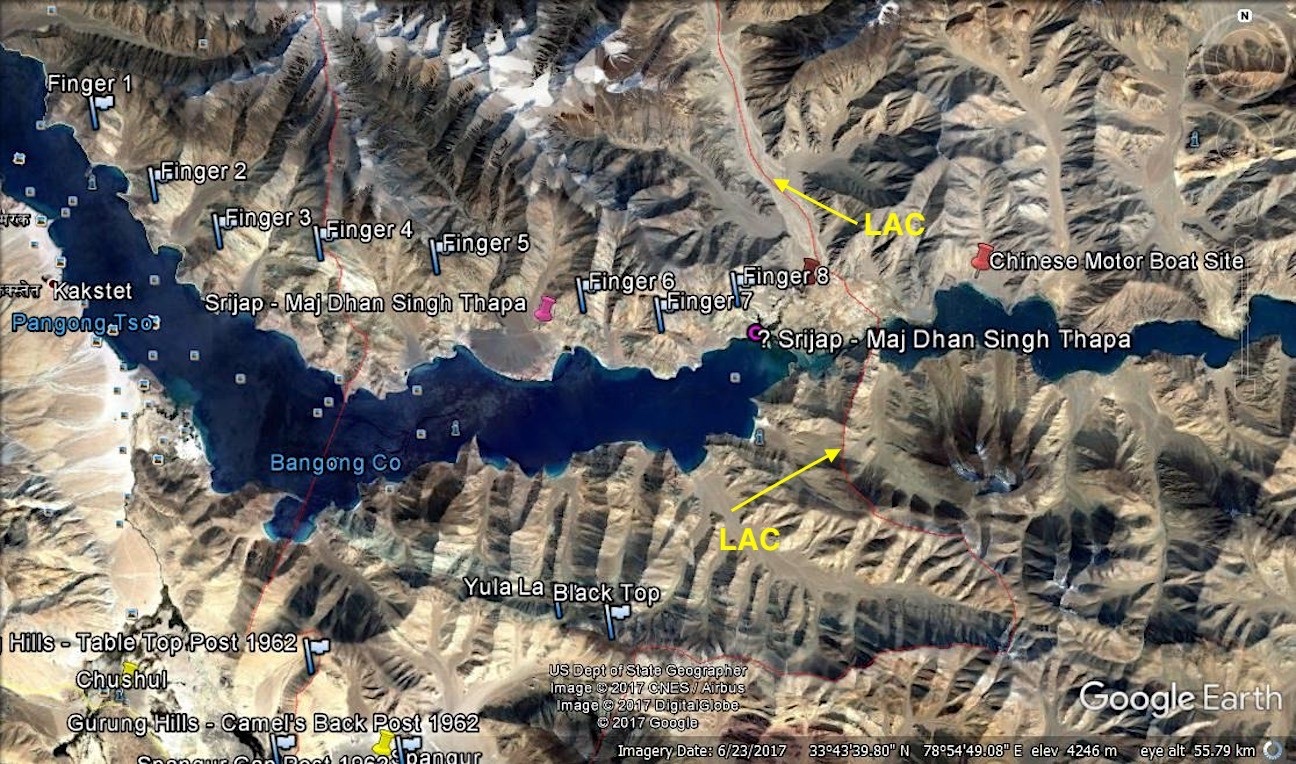 N
Finger 1
Finger 2
Finger 3
Finger 4
LAC
Finger 5
Chinese Motor Boat Site
Finger 8
Finger 6
Kakstet
Srijap - Maj Dhan Singh Thapa
Finger 7
Pangong Tso
? Srijap - Maj Dhan Singh Thapa
Bangong Co
LAC
Yula La
Black Top
Hills - Table Top Post 1962
US Dept of State Geographer
Image © 2017 CNES / Airbus
Image © 2017 DigitalGlobe
© 2017 Google
Chushul
Google Earth
Gurung Hills - Camel's Back Post 1962
Spangur Gap Post 1962
Spangur
Imagery Date: 6/23/2017 33°43'39.80" N 78°54'49.08" E elev 4246 m eye alt 55.79 km